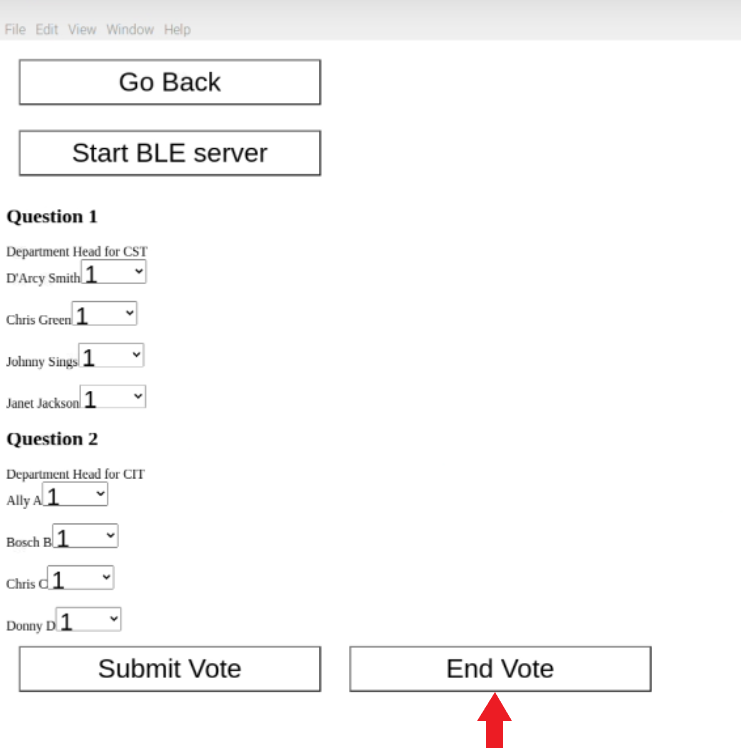 File Edit View Window Help
Go Back
Start BLE server
Question 1
Department Head for CST
D'Arcy Smith 1
Chris Green 1
Johnny Sings 1
Janet Jackson 1
Question 2
Department Head for CIT
Ally A 1
Bosch B 1
Chris C 1
Donny D 1
Submit Vote End Vote